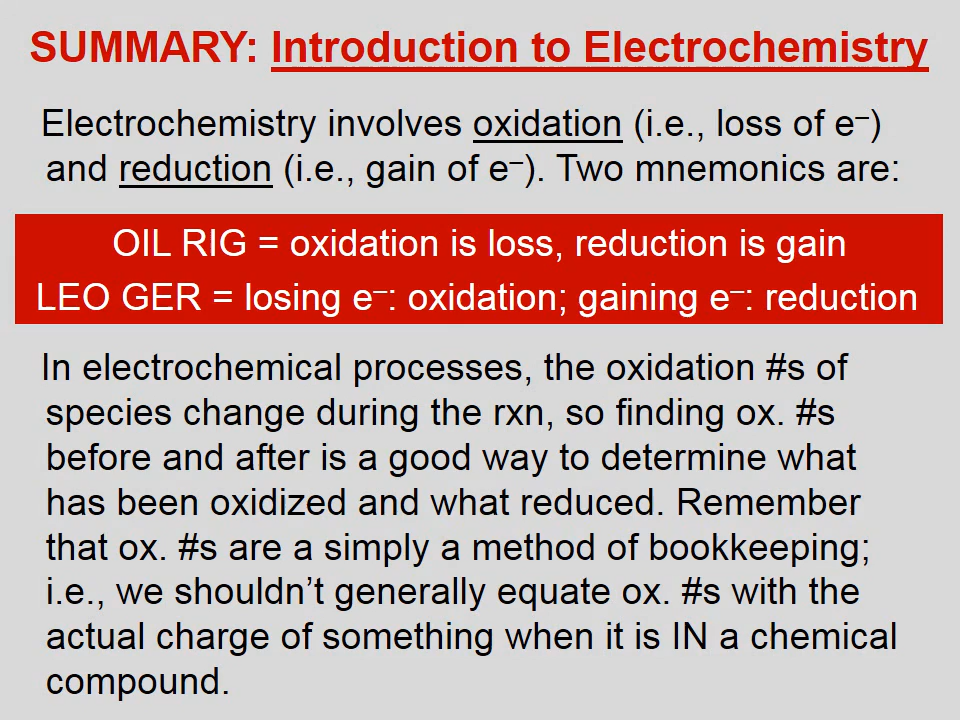 SUMMARY: Introduction to Electrochemistry
Electrochemistry involves oxidation (i.e., loss of e–)
and reduction (i.e., gain of e–). Two mnemonics are:
OIL RIG = oxidation is loss, reduction is gain
LEO GER = losing e–: oxidation; gaining e–: reduction
In electrochemical processes, the oxidation #s of
species change during the rxn, so finding ox. #s
before and after is a good way to determine what
has been oxidized and what reduced. Remember
that ox. #s are a simply a method of bookkeeping;
i.e., we shouldn’t generally equate ox. #s with the
actual charge of something when it is IN a chemical
compound.